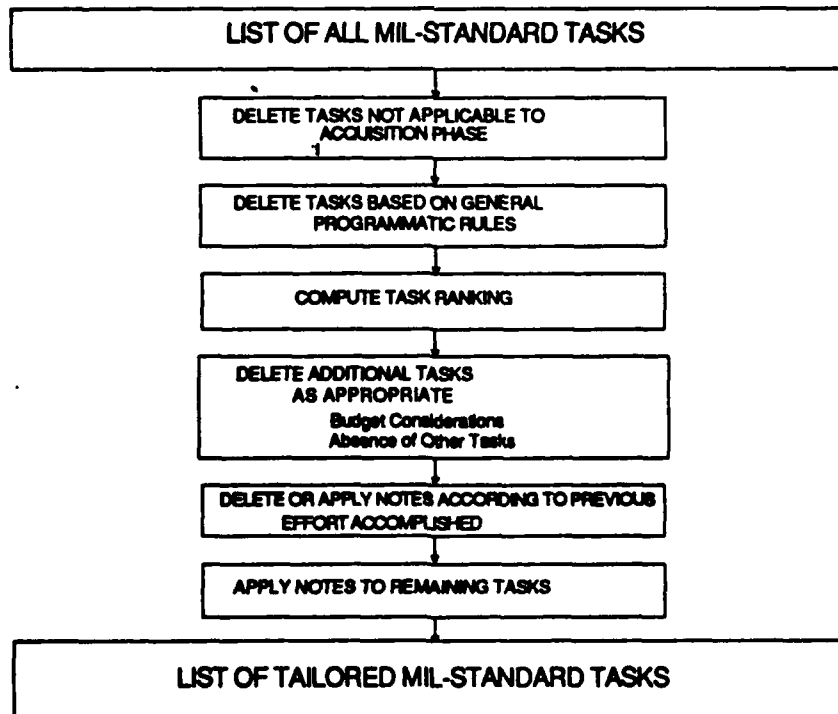 LIST OF ALL MIL-STANDARD TASKS
DELETE TASKS NOT APPLICABLE TO
ACQUISITION PHASE
DELETE TASKS BASED ON GENERAL
PROGRAMMATIC RULES
COMPUTE TASK RANKING
DELETE ADDITIONAL TASKS
AS APPROPRIATE
Budget Considerations
Absence of Other Tasks
DELETE OR APPLY NOTES ACCORDING TO PREVIOUS
EFFORT ACCOMPLISHED
APPLY NOTES TO REMAINING TASKS
LIST OF TAILORED MIL-STANDARD TASKS